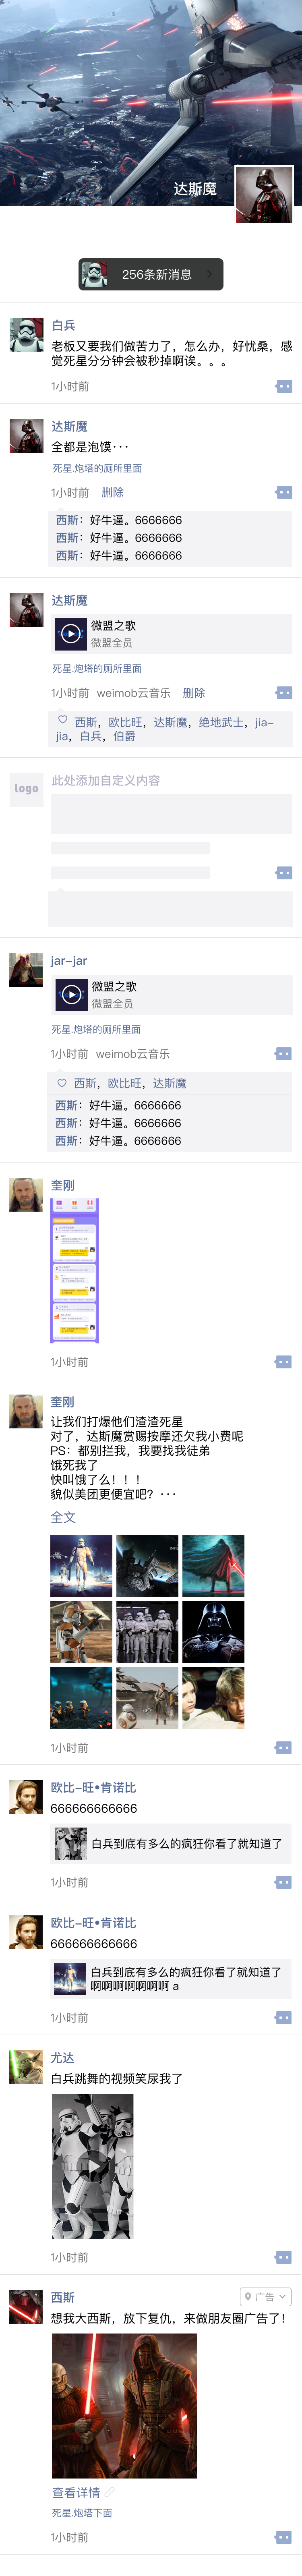 达斯魔
256条新消息
白兵
老板又要我们做苦力了，怎么办，好忧桑，感
觉死星分分钟会被秒掉啊诶。。。
1小时前
达斯魔
全都是泡馍···
死星.炮塔的厕所里面
1小时前 删除
西斯：好牛逼。6666666
西斯：好牛逼。6666666
西斯：好牛逼。6666666
达斯魔
微盟之歌
微盟全员
死星.炮塔的厕所里面
1小时前 weimob云音乐 删除
西斯，欧比旺，达斯魔，绝地武士，jia-
jia，白兵，伯爵
logo
此处添加自定义内容
jar-jar
微盟之歌
微盟全员
死星.炮塔的厕所里面
1小时前 weimob云音乐
西斯，欧比旺，达斯魔
西斯：好牛逼。6666666
西斯：好牛逼。6666666
西斯：好牛逼。6666666
奎刚
1小时前
奎刚
让我们打爆他们渣渣死星
对了，达斯魔赏赐按摩还欠我小费呢
PS：都别拦我，我要找我徒弟
饿死我了
快叫饿了么！！！
貌似美团更便宜吧？···
全文
1小时前
欧比-旺•肯诺比
666666666666
白兵到底有多么的疯狂你看了就知道了
1小时前
欧比-旺•肯诺比
666666666666
白兵到底有多么的疯狂你看了就知道了
啊啊啊啊啊啊啊 a
1小时前
尤达
白兵跳舞的视频笑尿我了
1小时前
西斯
广告
想我大西斯，放下复仇，来做朋友圈广告了！
查看详情
死星.炮塔下面
1小时前